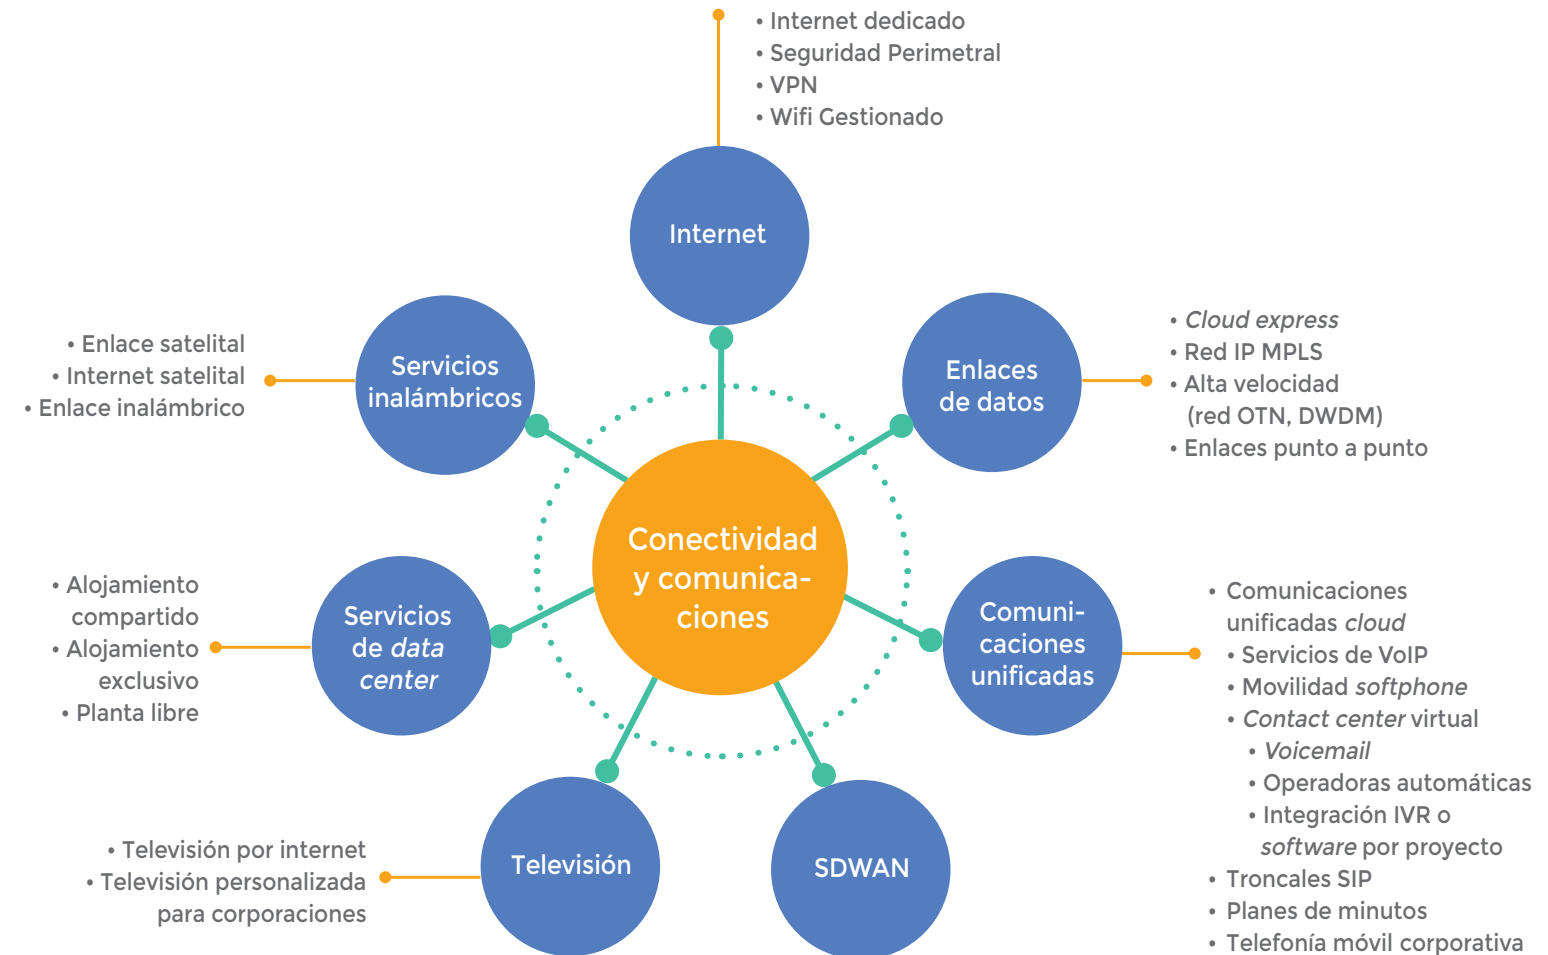 • Internet dedicado
• Seguridad Perimetral
• VPN
• Wifi Gestionado
Internet
• Enlace satelital
• Internet satelital
• Enlace inalámbrico
Servicios
inalámbricos
Enlaces
de datos
• Cloud express
• Red IP MPLS
• Alta velocidad
(red OTN, DWDM)
• Enlaces punto a punto
Conectividad
y comunica-
ciones
• Alojamiento
compartido
• Alojamiento
exclusivo
• Planta libre
Servicios
de data
center
Comuni-
caciones
unificadas
• Comunicaciones
unificadas cloud
• Servicios de VoIP
• Movilidad softphone
• Contact center virtual
• Voicemail
• Operadoras automáticas
• Integración IVR o
software por proyecto
• Troncales SIP
• Planes de minutos
• Telefonía móvil corporativa
• Televisión por internet
• Televisión personalizada
para corporaciones
Televisión
SDWAN